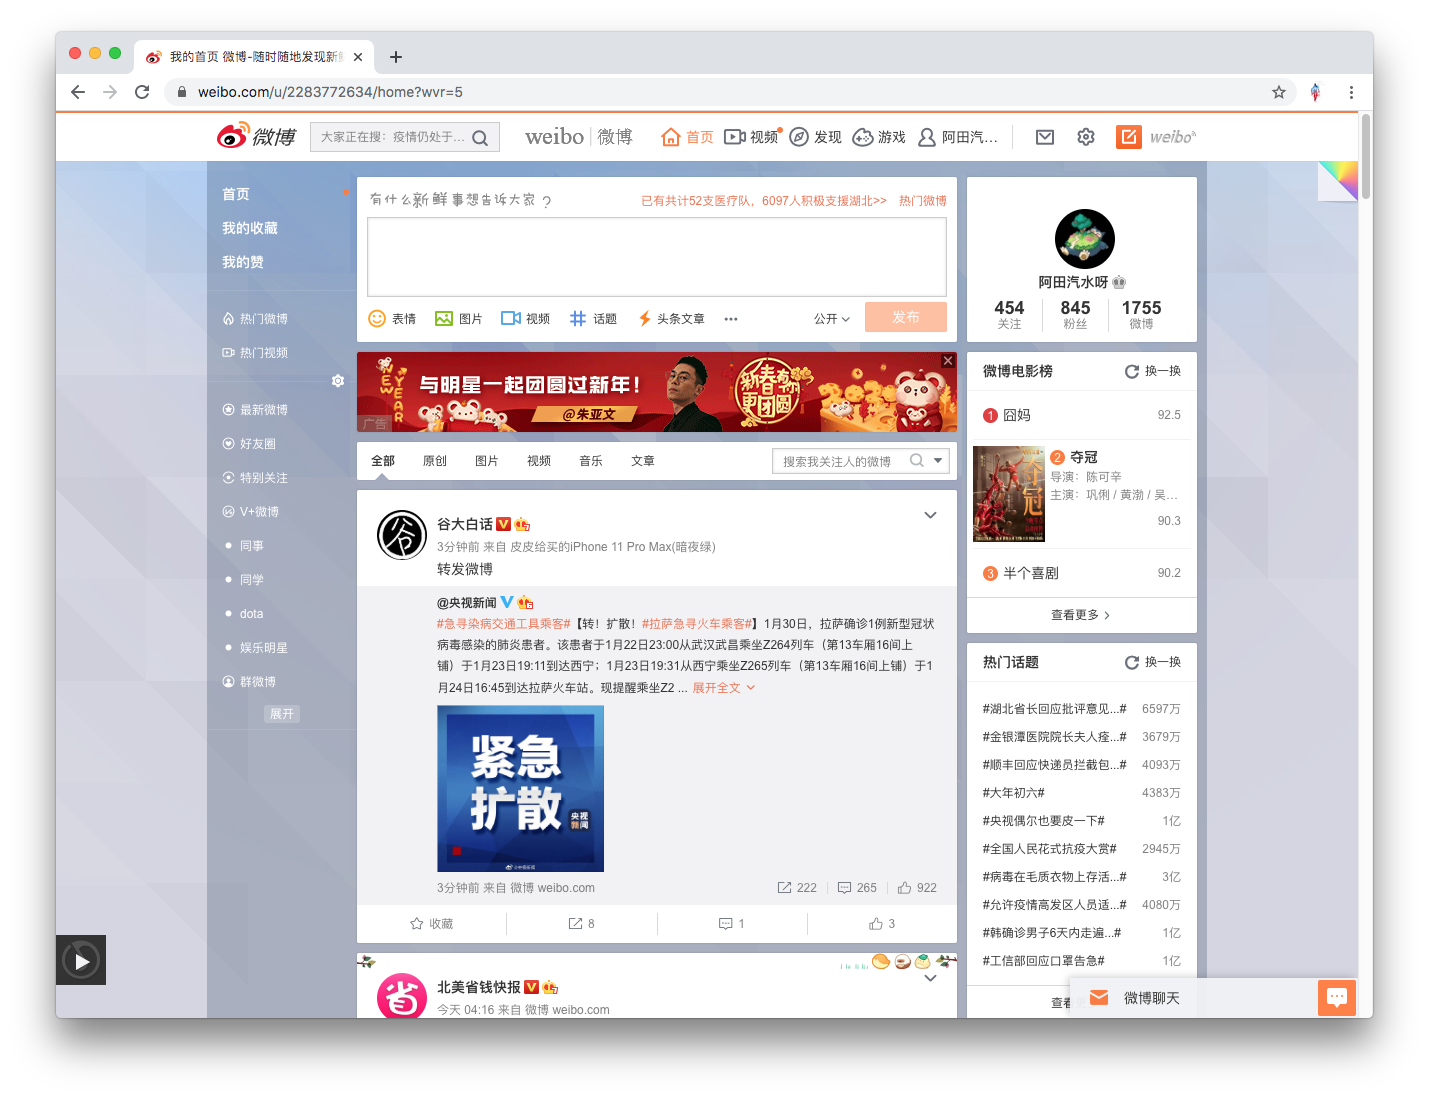 我的首页 微博-随时随地发现新鲜
weibo.com/u/2283772634/home?wvr=5
微博
大家正在搜：疫情仍处于...
weibo | 微博
首页
视频
发现
游戏
阿田汽...
weibo
首页
我的收藏
我的赞
热门微博
热门视频
最新微博
好友圈
特别关注
V+微博
同事
同学
dota
娱乐明星
群微博
展开
有什么新鲜事想告诉大家？
已有共计52支医疗队，6097人积极支援湖北>> 热门微博
表情
图片
视频
话题
头条文章
公开
发布
NEW YEAR
与明星一起团圆过新年！
@朱亚文
新春有你更团圆
广告
全部
原创
图片
视频
音乐
文章
搜索我关注人的微博
谷
谷大白话
3分钟前 来自 皮皮给买的iPhone 11 Pro Max(暗夜绿)
转发微博
@央视新闻
#急寻染病交通工具乘客#【转！扩散！#拉萨急寻火车乘客#】1月30日，拉萨确诊1例新型冠状
病毒感染的肺炎患者。该患者于1月22日23:00从武汉武昌乘坐Z264列车（第13车厢16间上
铺）于1月23日19:11到达西宁；1月23日19:31从西宁乘坐Z265列车（第13车厢16间上铺）于1
月24日16:45到达拉萨火车站。现提醒乘坐Z2 ... 展开全文
紧急
扩散
央视
新闻
3分钟前 来自 微博 weibo.com
222
265
922
收藏
8
1
3
省
北美省钱快报
今天 04:16 来自 微博 weibo.com
阿田汽水呀
454
关注
845
粉丝
1755
微博
微博电影榜
换一换
1 囧妈 92.5
夺冠
2 夺冠
导演：陈可辛
主演：巩俐 / 黄渤 / 吴...
90.3
3 半个喜剧 90.2
查看更多
热门话题
换一换
#湖北省长回应批评意见...# 6597万
#金银潭医院院长夫人痊...# 3679万
#顺丰回应快递员拦截包...# 4093万
#大年初六# 4383万
#央视偶尔也要皮一下# 1亿
#全国人民花式抗疫大赏# 2945万
#病毒在毛质衣物上存活...# 3亿
#允许疫情高发区人员适...# 4080万
#韩确诊男子6天内走遍...# 1亿
#工信部回应口罩告急# 1亿
查看
微博聊天